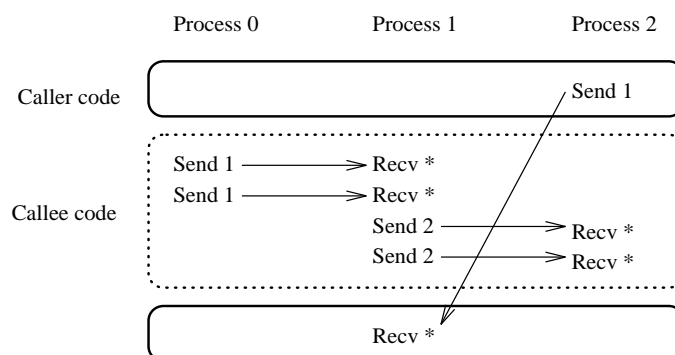 Process 0 Process 1 Process 2
Caller code Send 1
Send 1 Recv *
Send 1 Recv *
Callee code
Send 2 Recv *
Send 2 Recv *
Recv *